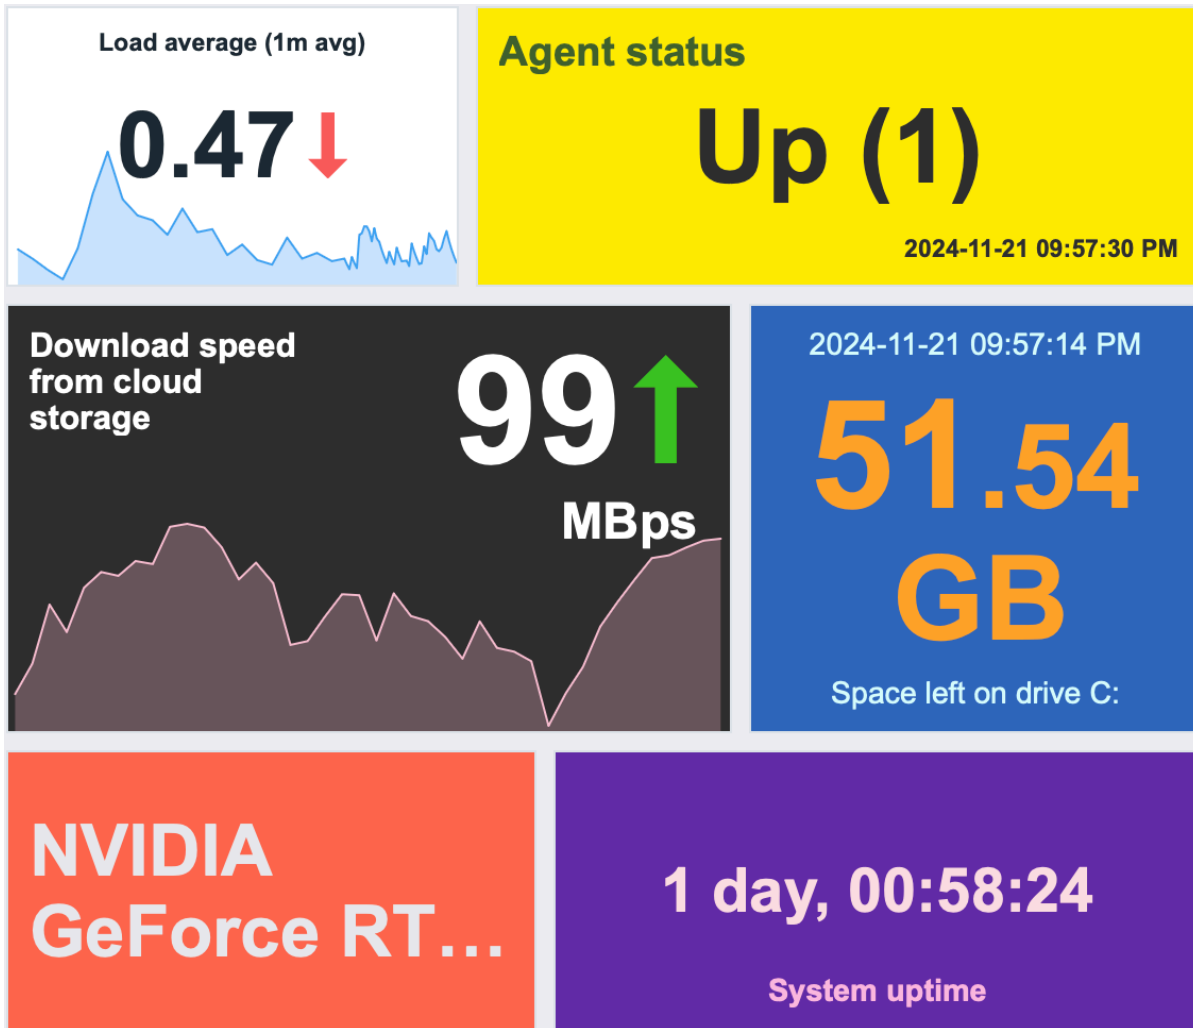 Load average (1m avg)
0.47
Agent status
Up (1)
2024-11-21 09:57:30 PM
Download speed
from cloud
storage
99
MBps
2024-11-21 09:57:14 PM
51.54
GB
Space left on drive C:
NVIDIA
GeForce RT...
1 day, 00:58:24
System uptime